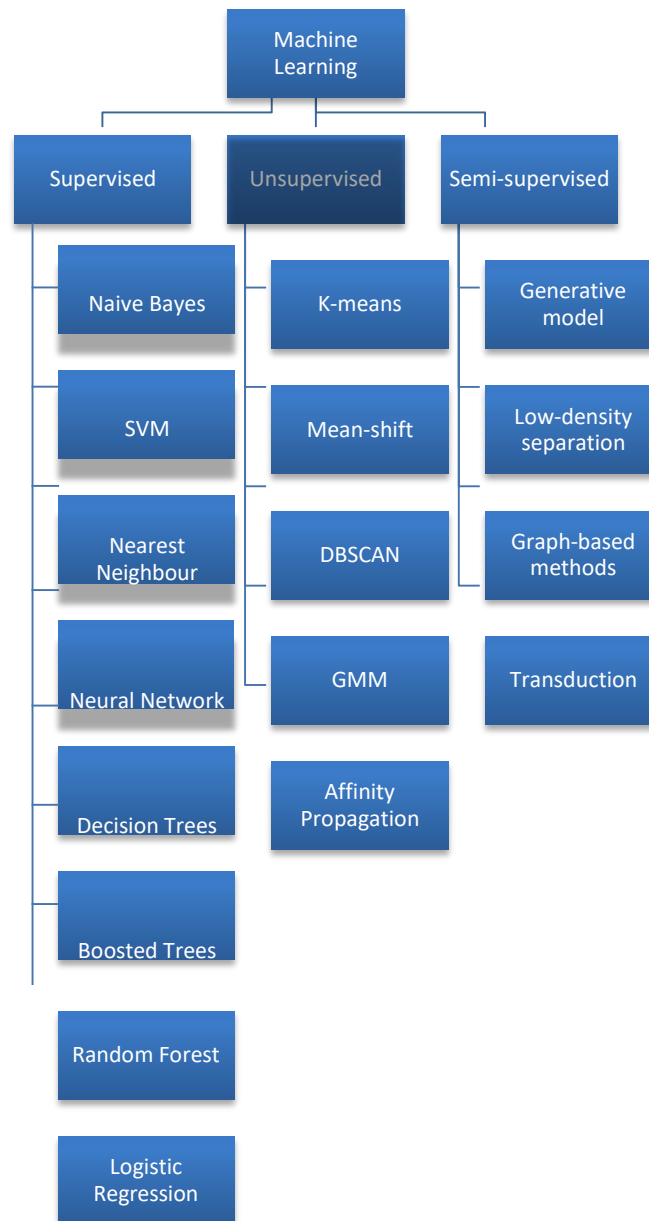 Machine
Learning
Supervised
Unsupervised
Semi-supervised
Naive Bayes
SVM
Nearest
Neighbour
Neural Network
Decision Trees
Boosted Trees
Random Forest
Logistic
Regression
K-means
Mean-shift
DBSCAN
GMM
Affinity
Propagation
Generative
model
Low-density
separation
Graph-based
methods
Transduction